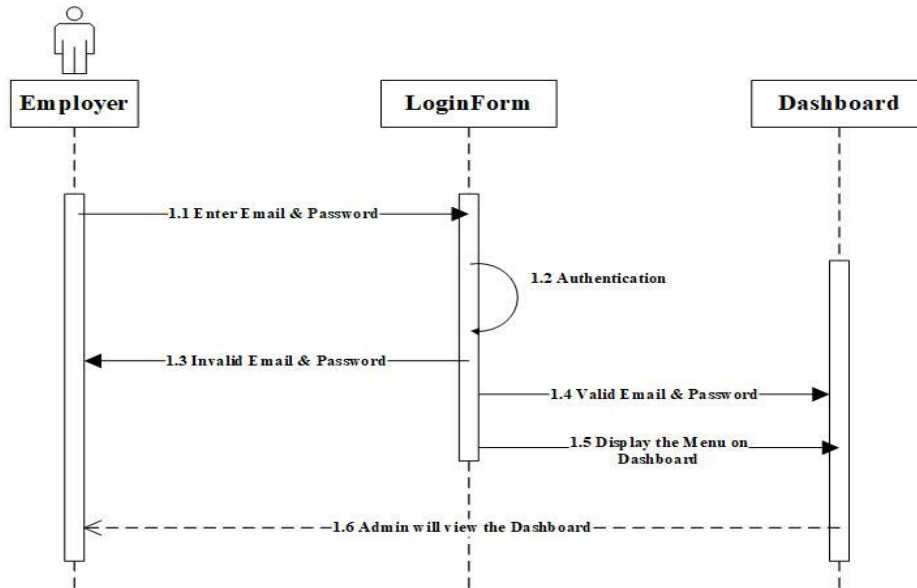 Employer
LoginForm
Dashboard
1.1 Enter Email & Password
1.2 Authentication
1.3 Invalid Email & Password
1.4 Valid Email & Password
1.5 Display the Menu on
Dashboard
1.6 Admin will view the Dashboard